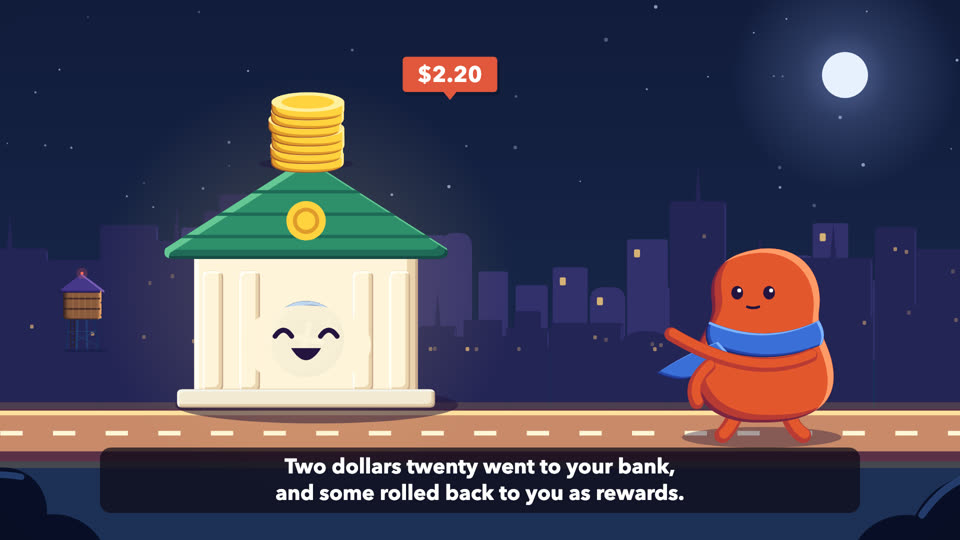 $2.20
Two dollars twenty went to your bank,
and some rolled back to you as rewards.